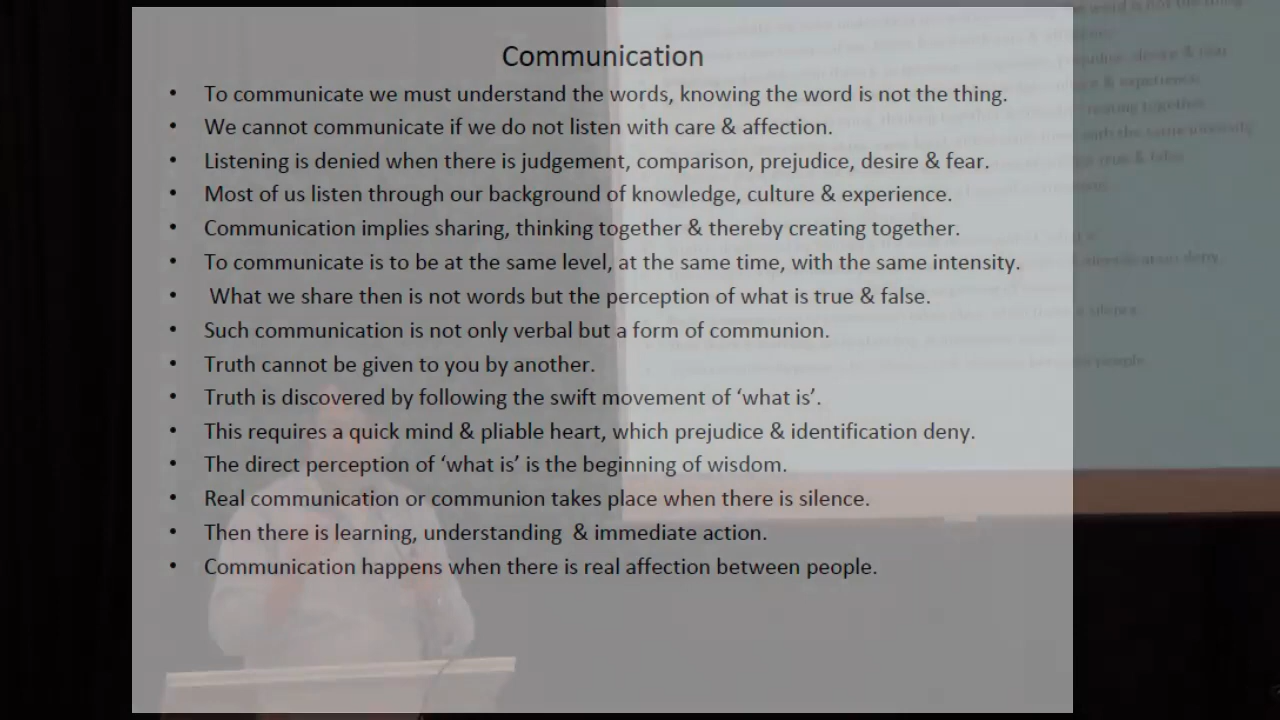 Communication
• To communicate we must understand the words, knowing the word is not the thing.
• We cannot communicate if we do not listen with care & affection.
• Listening is denied when there is judgement, comparison, prejudice, desire & fear.
• Most of us listen through our background of knowledge, culture & experience.
• Communication implies sharing, thinking together & thereby creating together.
• To communicate is to be at the same level, at the same time, with the same intensity.
• What we share then is not words but the perception of what is true & false.
• Such communication is not only verbal but a form of communion.
• Truth cannot be given to you by another.
• Truth is discovered by following the swift movement of ‘what is’.
• This requires a quick mind & pliable heart, which prejudice & identification deny.
• The direct perception of ‘what is’ is the beginning of wisdom.
• Real communication or communion takes place when there is silence.
• Then there is learning, understanding & immediate action.
• Communication happens when there is real affection between people.